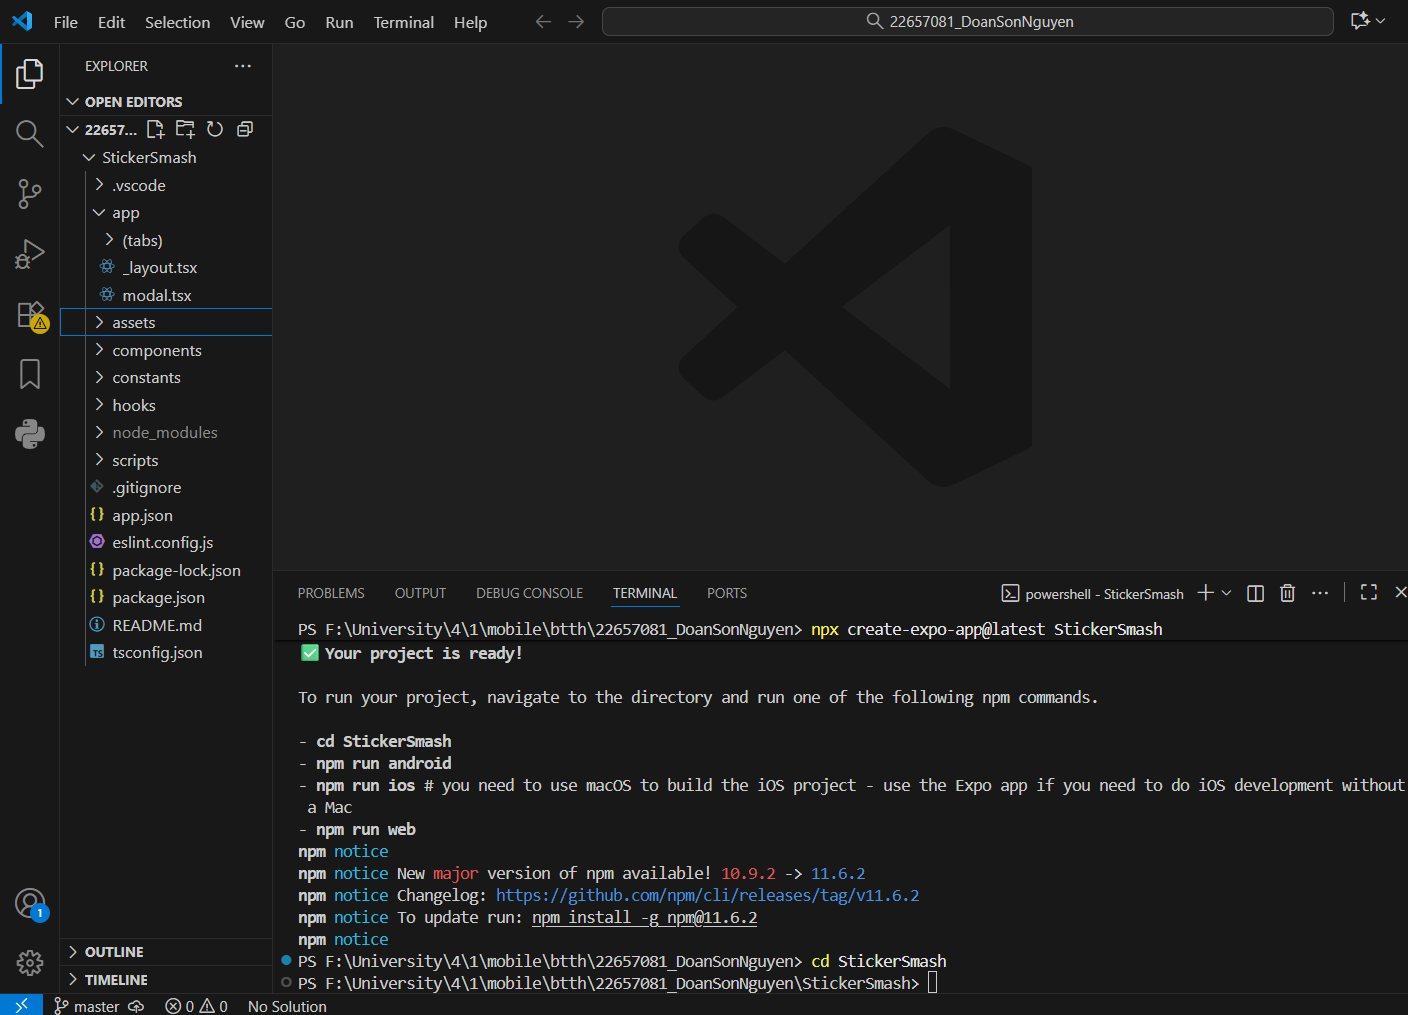 File Edit Selection View Go Run Terminal Help
22657081_DoanSonNguyen
EXPLORER
OPEN EDITORS
22657...
StickerSmash
.vscode
app
(tabs)
_layout.tsx
modal.tsx
assets
components
constants
hooks
node_modules
scripts
.gitignore
app.json
eslint.config.js
package-lock.json
package.json
README.md
tsconfig.json
OUTLINE
TIMELINE
PROBLEMS OUTPUT DEBUG CONSOLE TERMINAL PORTS
powershell - StickerSmash
PS F:\University\4\1\mobile\btth\22657081_DoanSonNguyen> npx create-expo-app@latest StickerSmash
✅ Your project is ready!
To run your project, navigate to the directory and run one of the following npm commands.
- cd StickerSmash
- npm run android
- npm run ios # you need to use macOS to build the iOS project - use the Expo app if you need to do iOS development without
a Mac
- npm run web
npm notice
npm notice New major version of npm available! 10.9.2 -> 11.6.2
npm notice Changelog: https://github.com/npm/cli/releases/tag/v11.6.2
npm notice To update run: npm install -g npm@11.6.2
npm notice
PS F:\University\4\1\mobile\btth\22657081_DoanSonNguyen> cd StickerSmash
PS F:\University\4\1\mobile\btth\22657081_DoanSonNguyen\StickerSmash>
1
master 0 0 No Solution